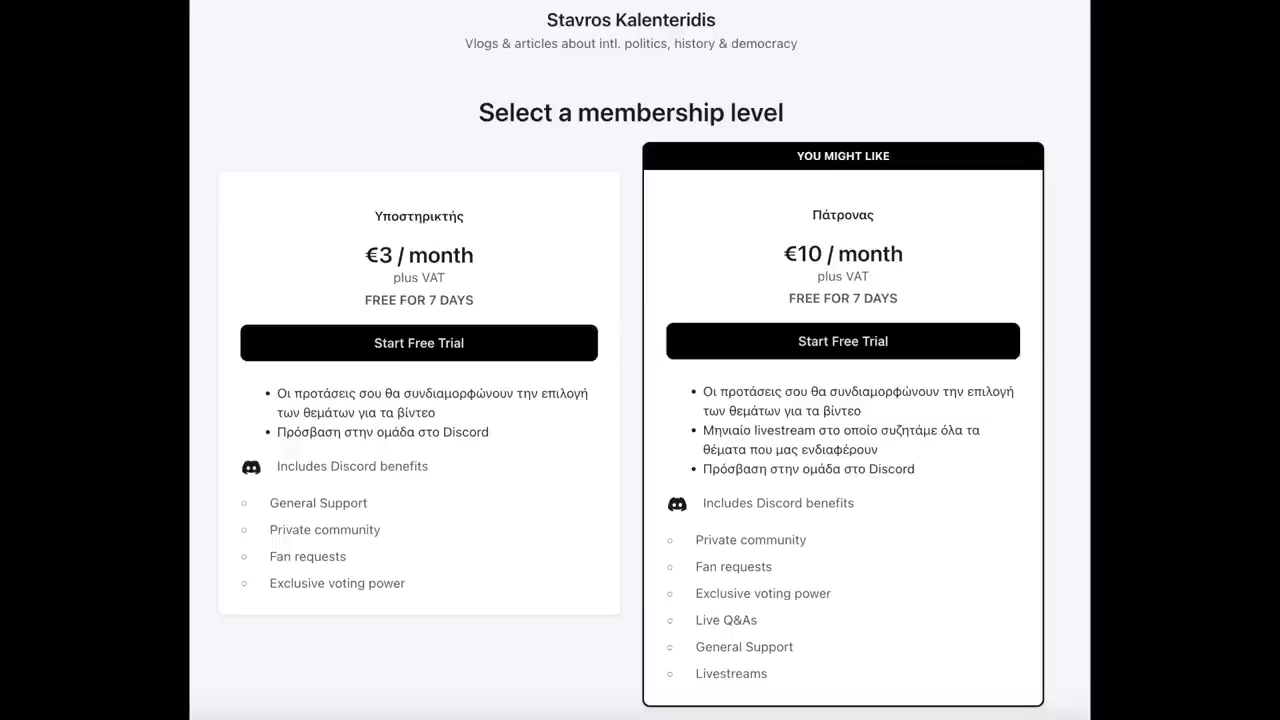 Stavros Kalenteridis
Vlogs & articles about intl. politics, history & democracy
Select a membership level
Υποστηρικτής
€3 / month
plus VAT
FREE FOR 7 DAYS
Start Free Trial
• Οι προτάσεις σου θα συνδιαμορφώνουν την επιλογή
των θεμάτων για τα βίντεο
• Πρόσβαση στην ομάδα στο Discord
Includes Discord benefits
General Support
Private community
Fan requests
Exclusive voting power
YOU MIGHT LIKE
Πάτρονας
€10 / month
plus VAT
FREE FOR 7 DAYS
Start Free Trial
• Οι προτάσεις σου θα συνδιαμορφώνουν την επιλογή
των θεμάτων για τα βίντεο
• Μηνιαίο livestream στο οποίο συζητάμε όλα τα
θέματα που μας ενδιαφέρουν
• Πρόσβαση στην ομάδα στο Discord
Includes Discord benefits
Private community
Fan requests
Exclusive voting power
Live Q&As
General Support
Livestreams